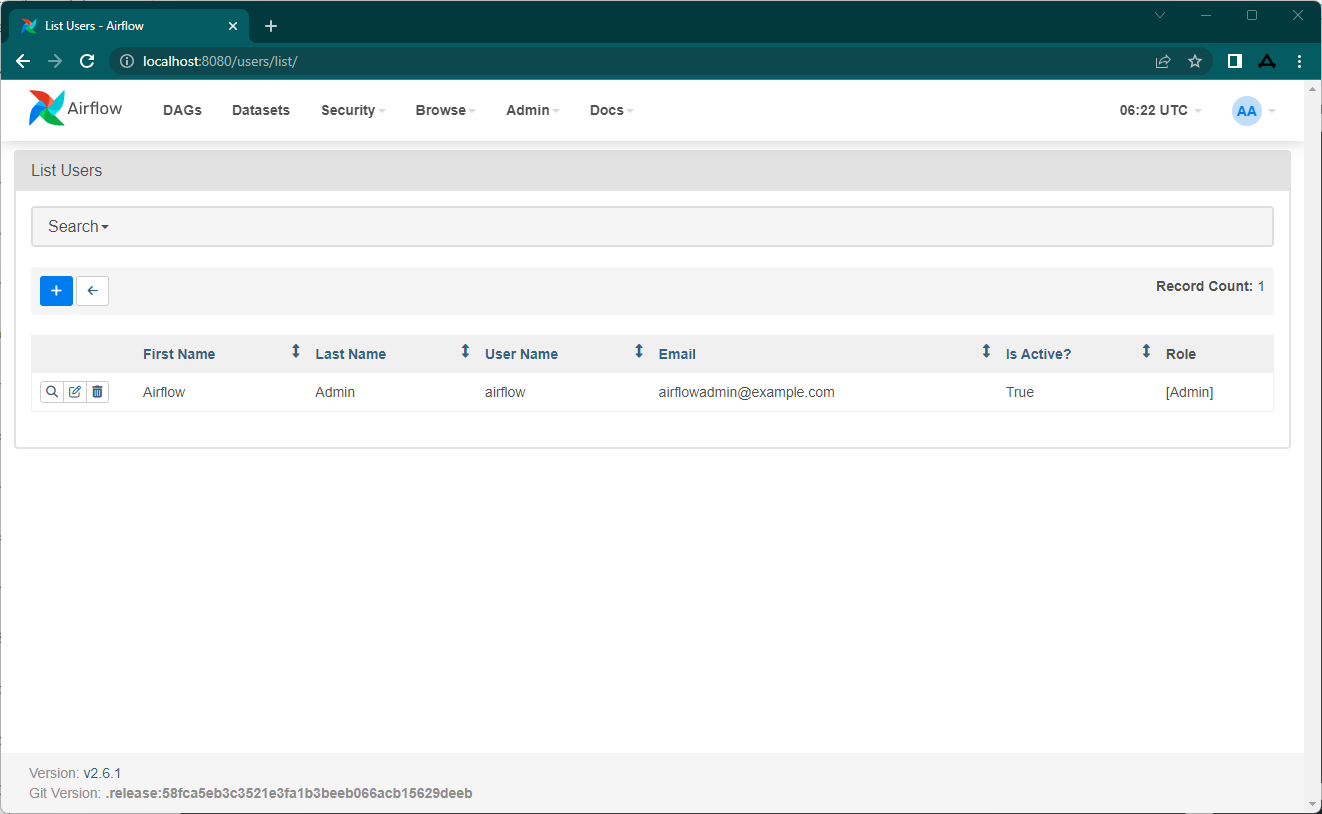 List Users - Airflow
localhost:8080/users/list/
Airflow DAGs Datasets Security Browse Admin Docs 06:22 UTC AA
List Users
Search
Record Count: 1
First Name Last Name User Name Email Is Active? Role
Airflow Admin airflow airflowadmin@example.com True [Admin]
Version: v2.6.1
Git Version: .release:58fca5eb3c3521e3fa1b3beeb066acb15629deeb